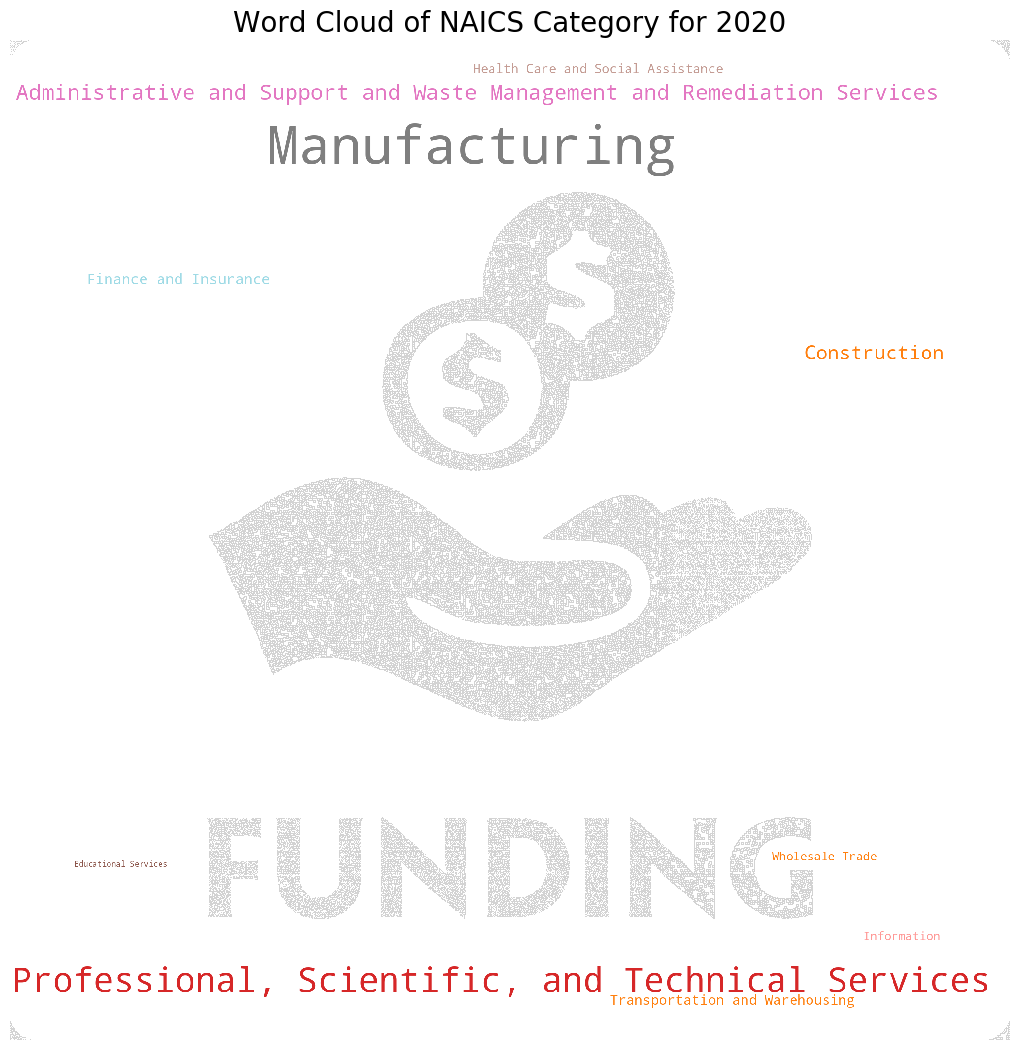 Word Cloud of NAICS Category for 2020
Health Care and Social Assistance
Administrative and Support and Waste Management and Remediation Services
Manufacturing
Finance and Insurance
Construction
FUNDING
Wholesale Trade
Educational Services
Information
Professional, Scientific, and Technical Services
Transportation and Warehousing